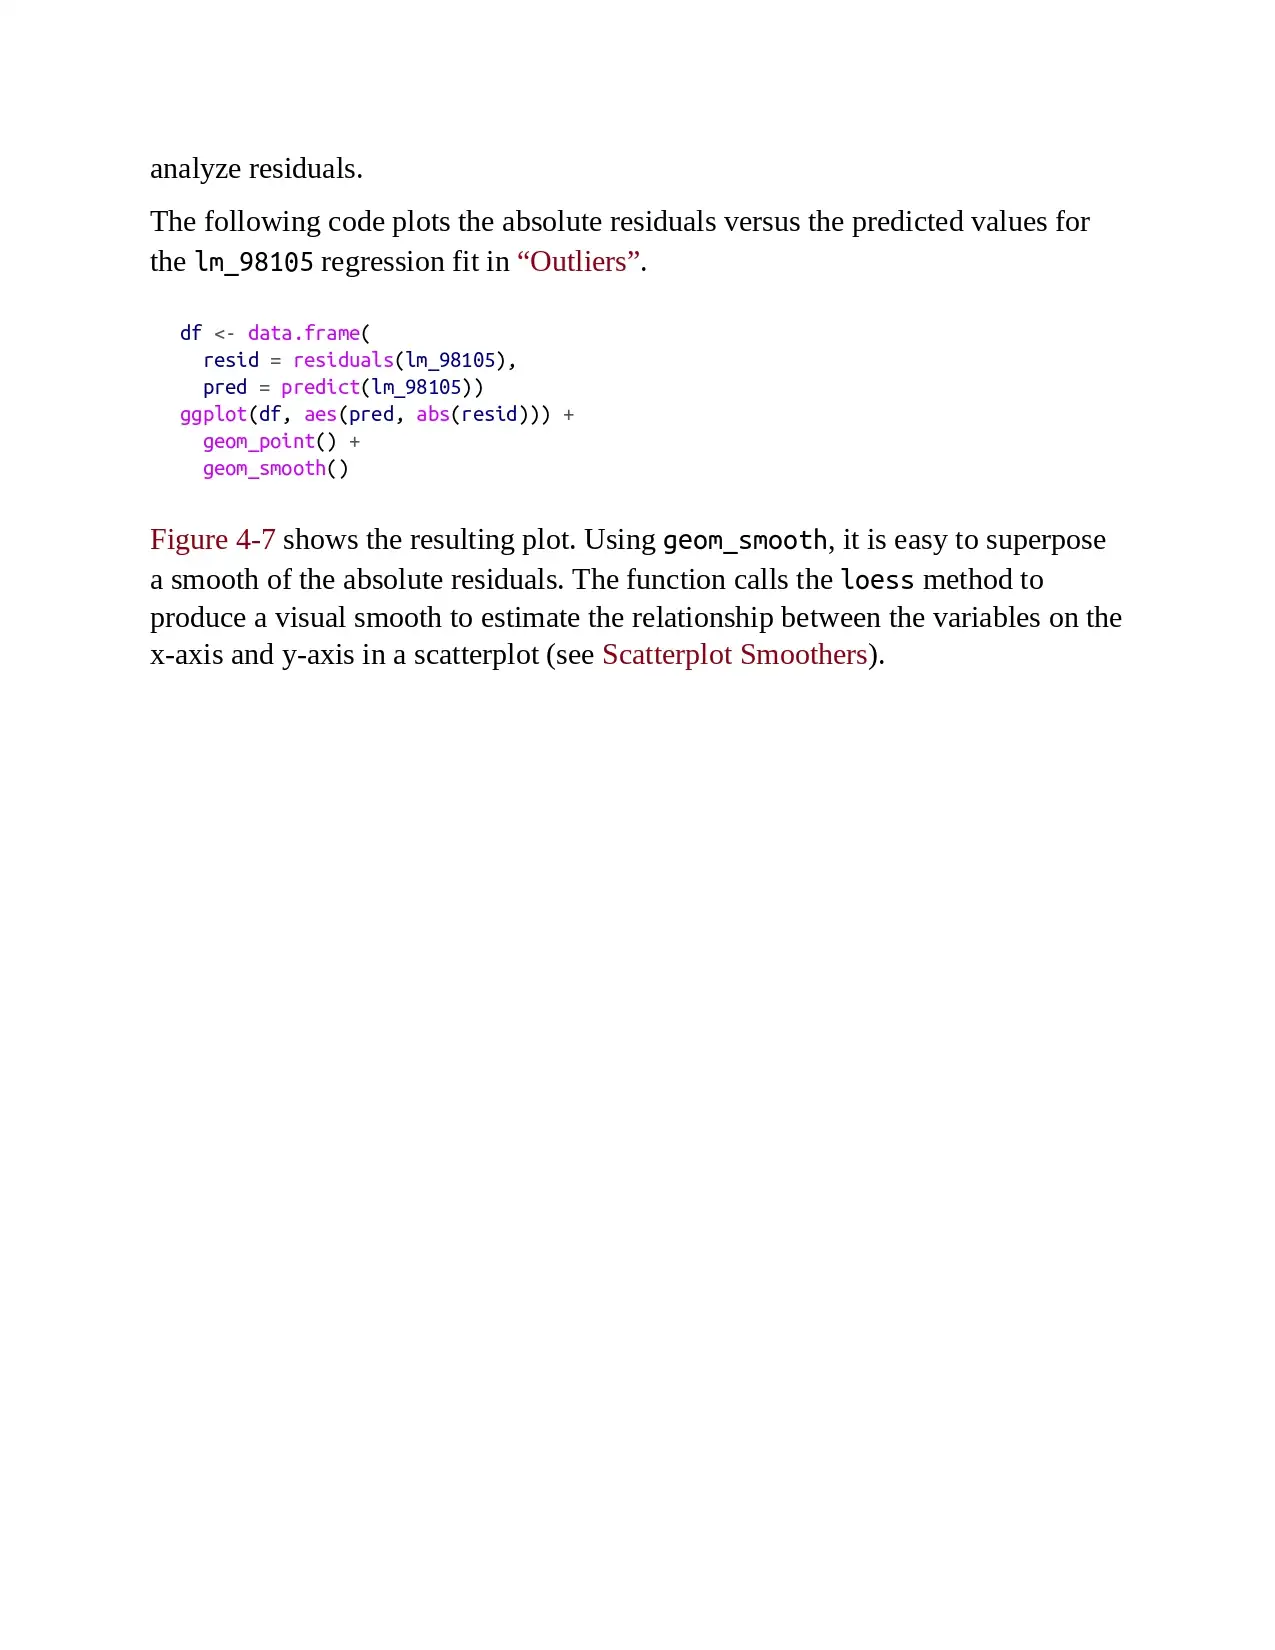 analyze residuals.
The following code plots the absolute residuals versus the predicted values for
the lm_98105 regression fit in “Outliers”.
df <- data.frame(
  resid = residuals(lm_98105),
  pred = predict(lm_98105))
ggplot(df, aes(pred, abs(resid))) +
  geom_point() +
  geom_smooth()
Figure 4-7 shows the resulting plot. Using geom_smooth, it is easy to superpose
a smooth of the absolute residuals. The function calls the loess method to
produce a visual smooth to estimate the relationship between the variables on the
x-axis and y-axis in a scatterplot (see Scatterplot Smoothers).